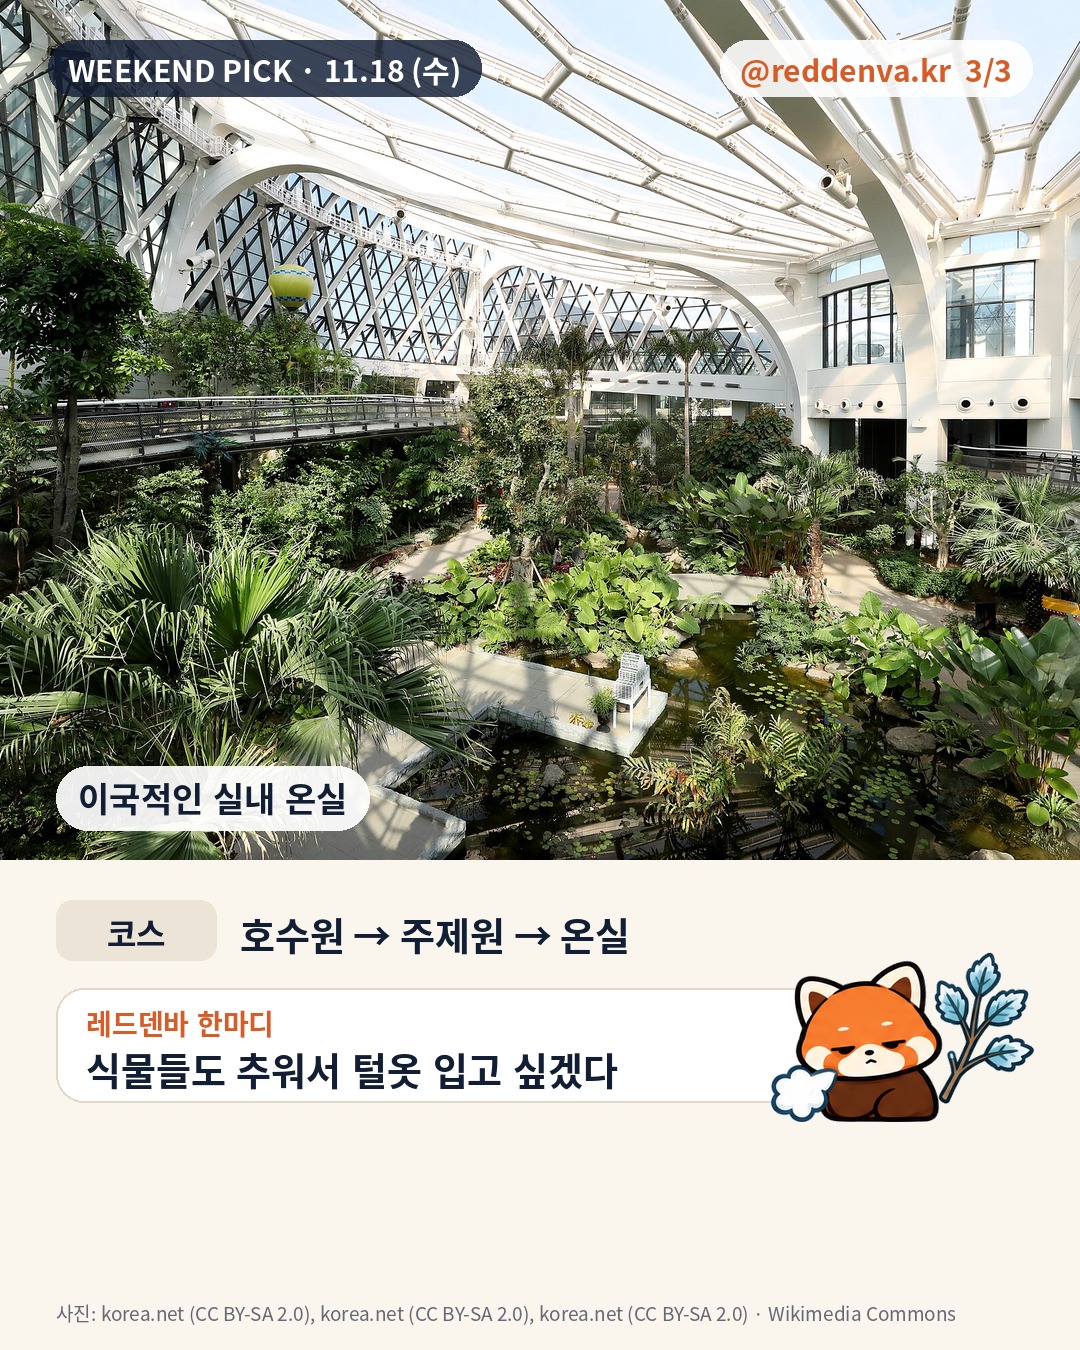 WEEKEND PICK · 11.18 (수)
@reddenva.kr 3/3
이국적인 실내 온실
코스
호수원 → 주제원 → 온실
레드덴바 한마디
식물들도 추워서 털옷 입고 싶겠다
사진: korea.net (CC BY-SA 2.0), korea.net (CC BY-SA 2.0), korea.net (CC BY-SA 2.0) · Wikimedia Commons